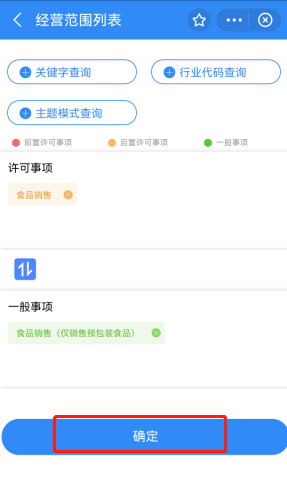 经营范围列表
关键字查询
行业代码查询
主题模式查询
前置许可事项 后置许可事项 一般事项
许可事项
食品销售
一般事项
食品销售（仅销售预包装食品）
确定